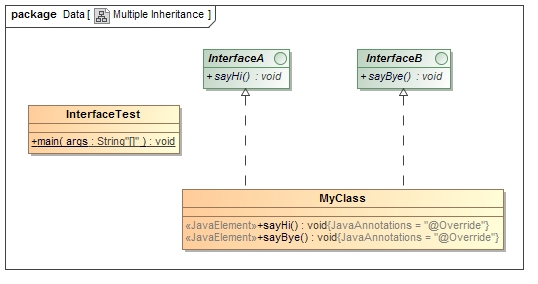 package Data [ Multiple Inheritance ]
InterfaceA
+ sayHi() : void
InterfaceB
+ sayBye() : void
InterfaceTest
+main( args : String"[]" ) : void
MyClass
«JavaElement»+sayHi() : void{JavaAnnotations = "@Override"}
«JavaElement»+sayBye() : void{JavaAnnotations = "@Override"}